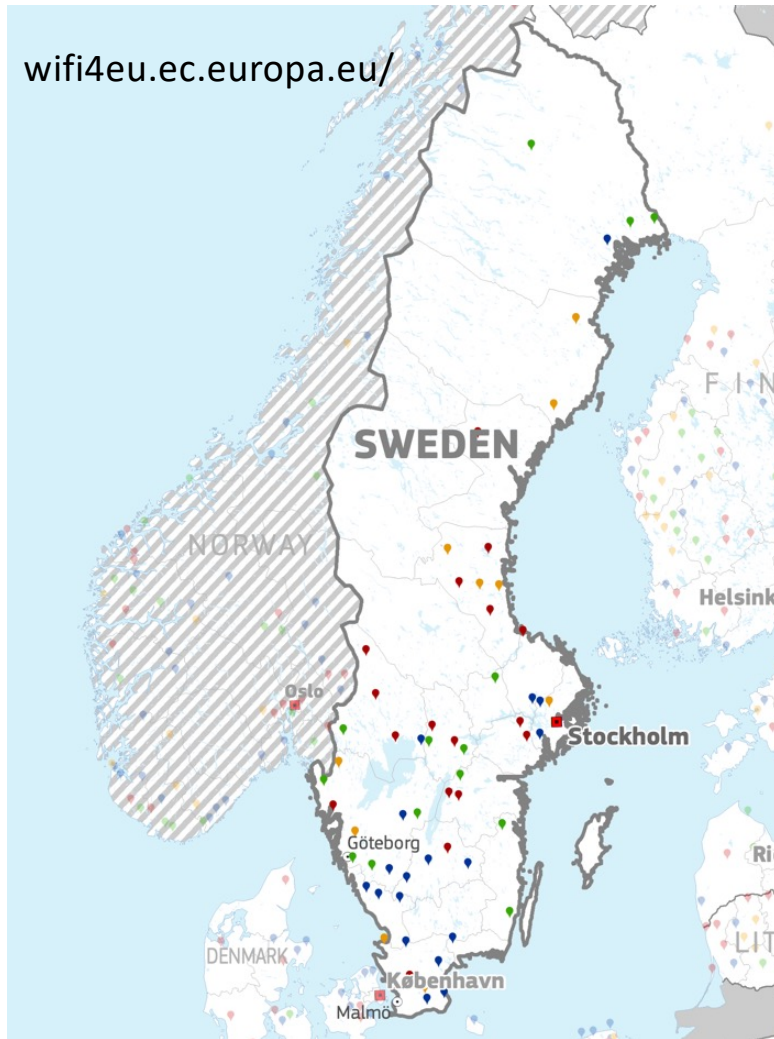 wifi4eu.ec.europa.eu/
FIN
SWEDEN
NORWAY
Helsink
Oslo
Stockholm
Göteborg
Ri
DENMARK
LIT
København
Malmö